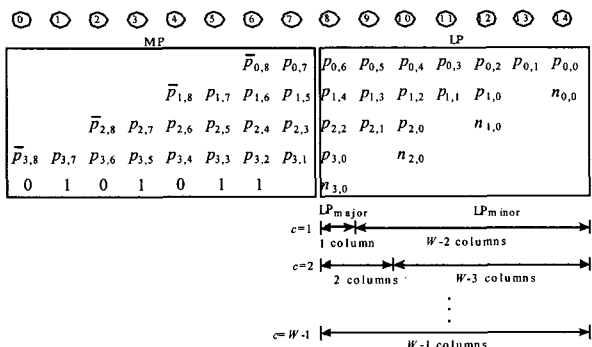 0 1 2 3 4 5 6 7 8 9 10 11 12 13 14
MP LP
p̅0,8 p0,7 p0,6 p0,5 p0,4 p0,3 p0,2 p0,1 p0,0
p̅1,8 p1,7 p1,6 p1,5 p1,4 p1,3 p1,2 p1,1 p1,0 n0,0
p̅2,8 p2,7 p2,6 p2,5 p2,4 p2,3 p2,2 p2,1 p2,0 n1,0
p̅3,8 p3,7 p3,6 p3,5 p3,4 p3,3 p3,2 p3,1 p3,0 n2,0
0 1 0 1 0 1 1 n3,0
LPmajor LPminor
c=1
1 column W-2 columns
c=2
2 columns W-3 columns
⋮
c=W-1
W-1 columns